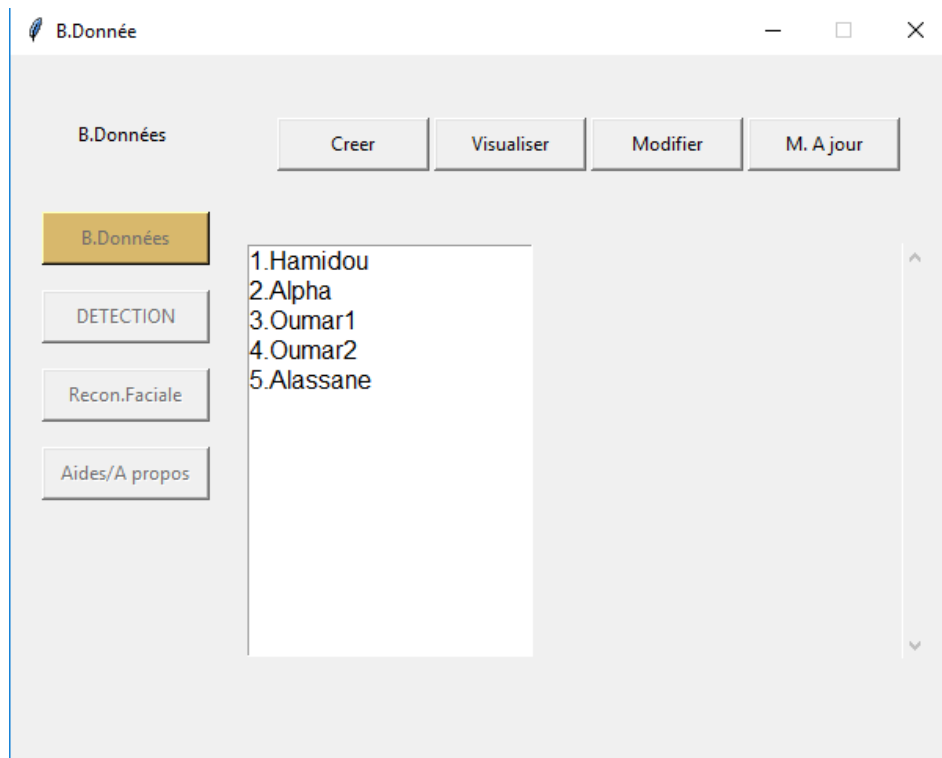 B.Donnée
B.Données
Creer Visualiser Modifier M. A jour
B.Données
DETECTION
Recon.Faciale
Aides/A propos
1.Hamidou
2.Alpha
3.Oumar1
4.Oumar2
5.Alassane